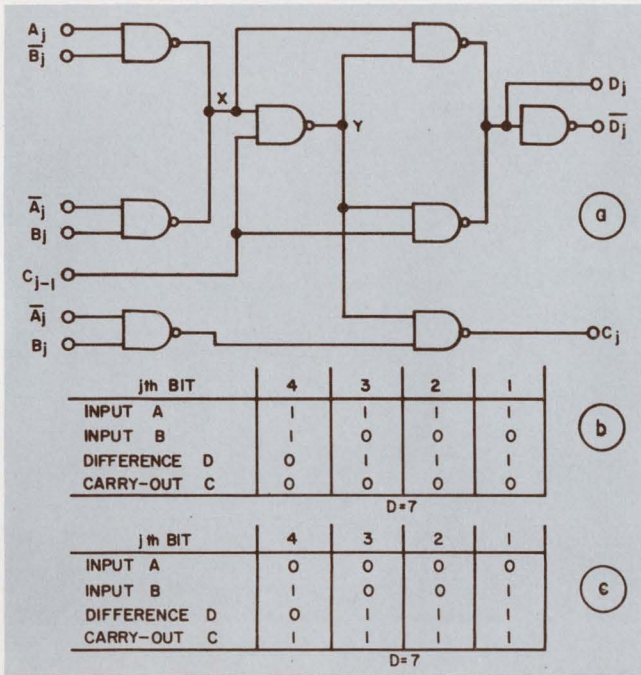 Aj
B̅j
X
Y
Dj
D̅j
A̅j
Bj
a
Cj-1
A̅j
Bj
Cj
jth BIT 4 3 2 1
INPUT A 1 1 1 1
INPUT B 1 0 0 0
DIFFERENCE D 0 1 1 1
CARRY-OUT C 0 0 0 0
D=7
b
jth BIT 4 3 2 1
INPUT A 0 0 0 0
INPUT B 1 0 0 1
DIFFERENCE D 0 1 1 1
CARRY-OUT C 1 1 1 1
D=7
c